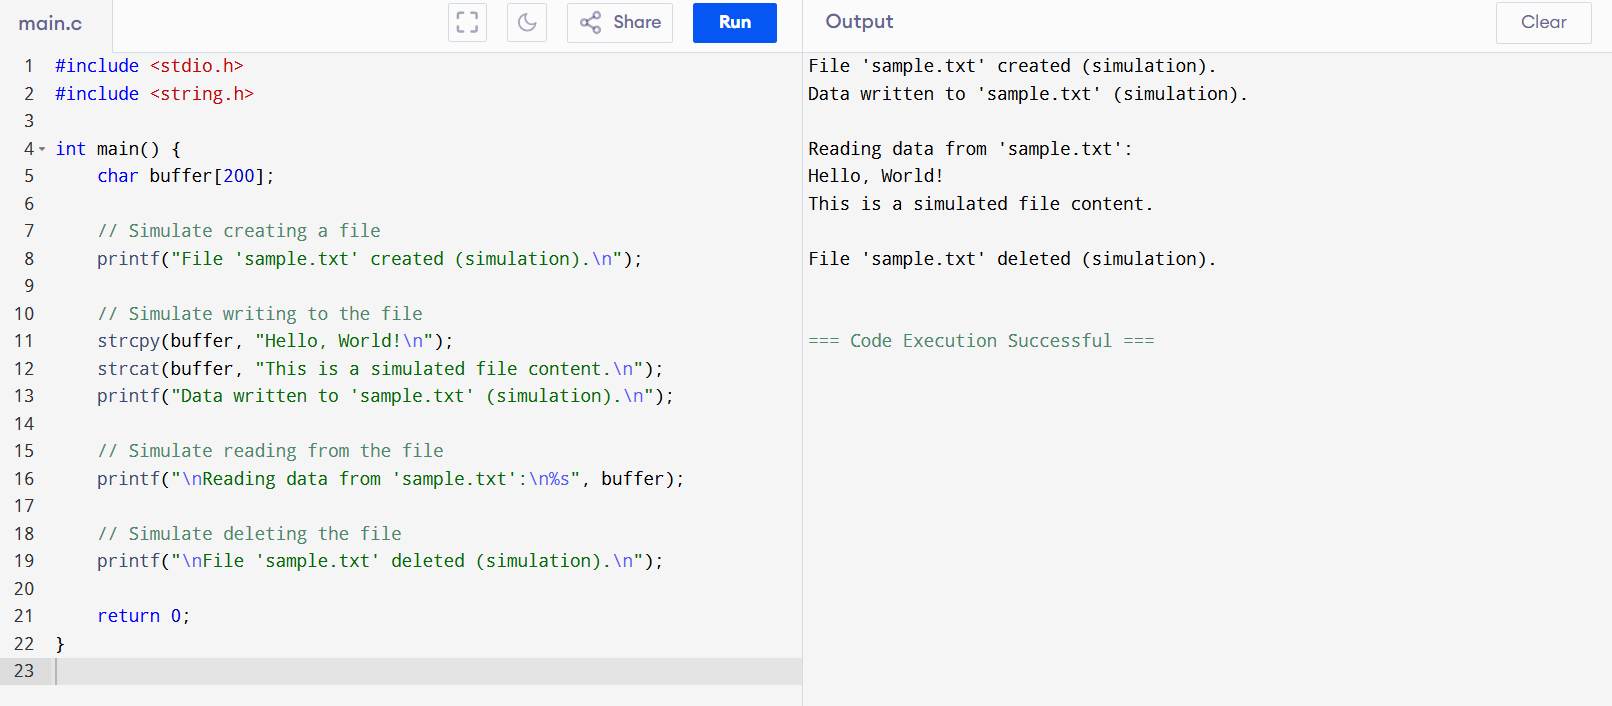 main.c
Share
Run
Output
Clear
1 #include <stdio.h>
2 #include <string.h>
3
4 int main() {
5     char buffer[200];
6
7     // Simulate creating a file
8     printf("File 'sample.txt' created (simulation).\n");
9
10     // Simulate writing to the file
11     strcpy(buffer, "Hello, World!\n");
12     strcat(buffer, "This is a simulated file content.\n");
13     printf("Data written to 'sample.txt' (simulation).\n");
14
15     // Simulate reading from the file
16     printf("\nReading data from 'sample.txt':\n%s", buffer);
17
18     // Simulate deleting the file
19     printf("\nFile 'sample.txt' deleted (simulation).\n");
20
21     return 0;
22 }
23
File 'sample.txt' created (simulation).
Data written to 'sample.txt' (simulation).

Reading data from 'sample.txt':
Hello, World!
This is a simulated file content.

File 'sample.txt' deleted (simulation).


=== Code Execution Successful ===